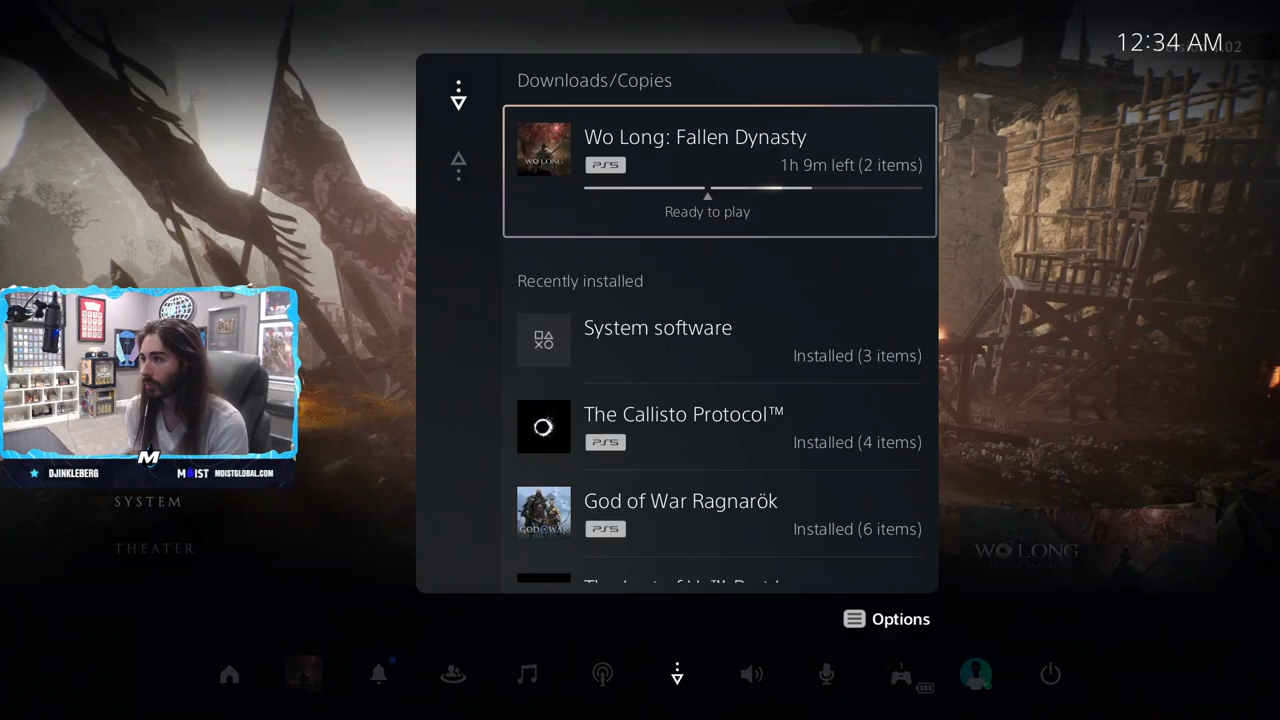 12:34 AM
Downloads/Copies
Wo Long: Fallen Dynasty
PS5
1h 9m left (2 items)
Ready to play
Recently installed
System software
Installed (3 items)
The Callisto Protocol™
PS5
Installed (4 items)
God of War Ragnarök
PS5
Installed (6 items)
DJINKLEBERG
MOIST
MOISTGLOBAL.COM
SYSTEM
THEATER
WO LONG
Options